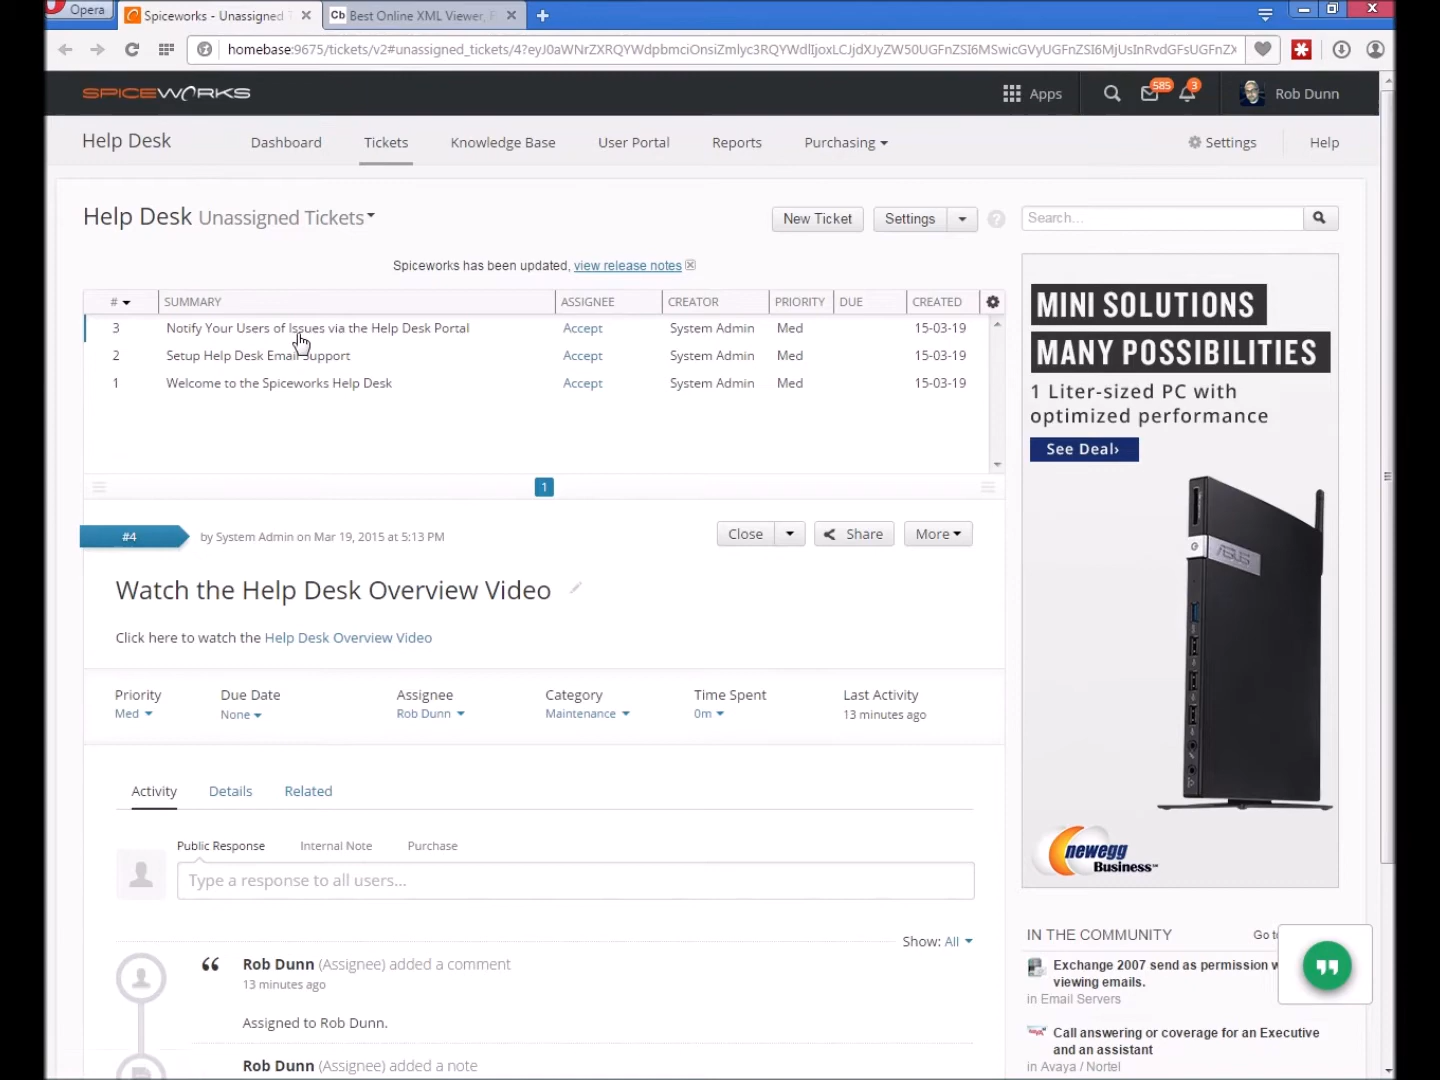 Opera
Spiceworks - Unassigned T
Cb Best Online XML Viewer, F
homebase:9675/tickets/v2#unassigned_tickets/4?
SPICEWORKS
Apps
585
3
Rob Dunn
Help Desk
Dashboard
Tickets
Knowledge Base
User Portal
Reports
Purchasing
Settings
Help
Help Desk Unassigned Tickets
New Ticket
Settings
?
Search...
Spiceworks has been updated, view release notes
# SUMMARY ASSIGNEE CREATOR PRIORITY DUE CREATED
3 Notify Your Users of Issues via the Help Desk Portal Accept System Admin Med 15-03-19
2 Setup Help Desk Email Support Accept System Admin Med 15-03-19
1 Welcome to the Spiceworks Help Desk Accept System Admin Med 15-03-19
1
#4
by System Admin on Mar 19, 2015 at 5:13 PM
Close
Share
More
Watch the Help Desk Overview Video
Click here to watch the Help Desk Overview Video
Priority Due Date Assignee Category Time Spent Last Activity
Med None Rob Dunn Maintenance 0m 13 minutes ago
Activity Details Related
Public Response Internal Note Purchase
Type a response to all users...
Show: All
Rob Dunn (Assignee) added a comment
13 minutes ago
Assigned to Rob Dunn.
Rob Dunn (Assignee) added a note
MINI SOLUTIONS
MANY POSSIBILITIES
1 Liter-sized PC with
optimized performance
See Deal›
ASUS
newegg
Business
IN THE COMMUNITY
Go to
Exchange 2007 send as permission w
viewing emails.
in Email Servers
Call answering or coverage for an Executive
and an assistant
in Avaya / Nortel